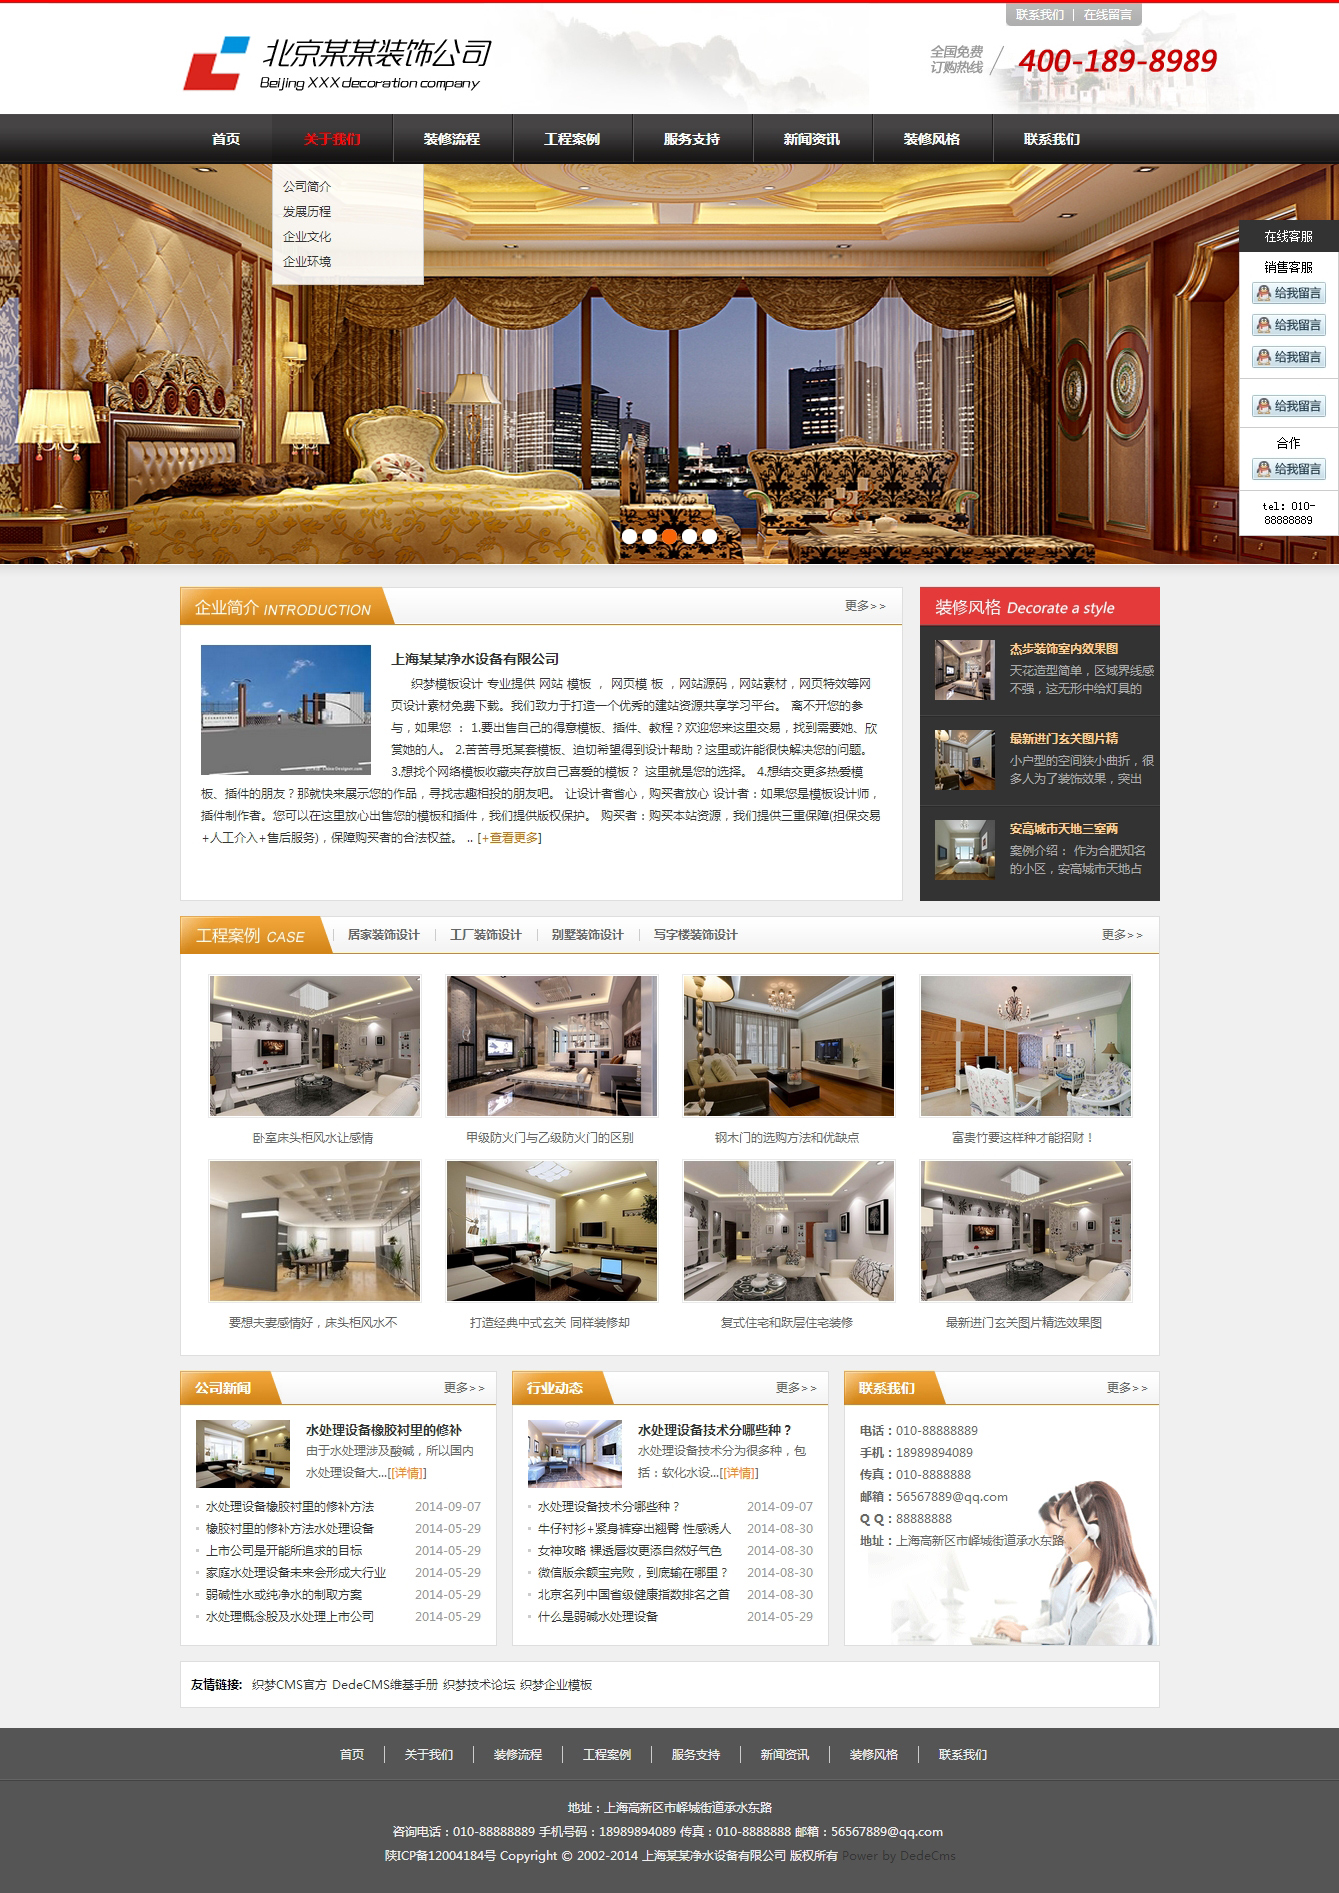 联系我们 | 在线留言
北京某某装饰公司
Beijing XXX decoration company
全国免费
订购热线
400-189-8989
首页 关于我们 装修流程 工程案例 服务支持 新闻资讯 装修风格 联系我们
公司简介
发展历程
企业文化
企业环境
在线客服
销售客服
给我留言
给我留言
给我留言
给我留言
合作
给我留言
tel: 010-
88888889
企业简介 INTRODUCTION 更多>>
上海某某净水设备有限公司
织梦模板设计 专业提供 网站 模板 ， 网页模 板 ，网站源码，网站素材，网页特效等网
页设计素材免费下载。我们致力于打造一个优秀的建站资源共享学习平台。 离不开您的参
与，如果您 ： 1.要出售自己的得意模板、插件、教程？欢迎您来这里交易，找到需要她、欣
赏她的人。 2.苦苦寻觅某套模板、迫切希望得到设计帮助？这里或许能很快解决您的问题。
3.想找个网络模板收藏夹存放自己喜爱的模板？ 这里就是您的选择。 4.想结交更多热爱模
板、插件的朋友？那就快来展示您的作品，寻找志趣相投的朋友吧。 让设计者省心，购买者放心 设计者：如果您是模板设计师，
插件制作者。您可以在这里放心出售您的模板和插件，我们提供版权保护。 购买者：购买本站资源，我们提供三重保障(担保交易
+人工介入+售后服务)，保障购买者的合法权益。 .. [+查看更多]
装修风格 Decorate a style
杰步装饰室内效果图
天花造型简单，区域界线感
不强，这无形中给灯具的
最新进门玄关图片精
小户型的空间狭小曲折，很
多人为了装饰效果，突出
安高城市天地三室两
案例介绍： 作为合肥知名
的小区，安高城市天地占
工程案例 CASE | 居家装饰设计 | 工厂装饰设计 | 别墅装饰设计 | 写字楼装饰设计 更多>>
卧室床头柜风水让感情 甲级防火门与乙级防火门的区别 钢木门的选购方法和优缺点 富贵竹要这样种才能招财！
要想夫妻感情好，床头柜风水不 打造经典中式玄关 同样装修却 复式住宅和跃层住宅装修 最新进门玄关图片精选效果图
公司新闻 更多>>
水处理设备橡胶衬里的修补
由于水处理涉及酸碱，所以国内
水处理设备大...[[详情]]
水处理设备橡胶衬里的修补方法 2014-09-07
橡胶衬里的修补方法水处理设备 2014-05-29
上市公司是开能所追求的目标 2014-05-29
家庭水处理设备未来会形成大行业 2014-05-29
弱碱性水或纯净水的制取方案 2014-05-29
水处理概念股及水处理上市公司 2014-05-29
行业动态 更多>>
水处理设备技术分哪些种？
水处理设备技术分为很多种，包
括：软化水设...[[详情]]
水处理设备技术分哪些种？ 2014-09-07
牛仔衬衫+紧身裤穿出翘臀 性感诱人 2014-08-30
女神攻略 裸透唇妆更添自然好气色 2014-08-30
微信版余额宝完败，到底输在哪里？ 2014-08-30
北京名列中国省级健康指数排名之首 2014-08-30
什么是弱碱水处理设备 2014-05-29
联系我们 更多>>
电话：010-88888889
手机：18989894089
传真：010-8888888
邮箱：56567889@qq.com
Q Q：88888888
地址：上海高新区市峄城街道承水东路
友情链接: 织梦CMS官方 DedeCMS维基手册 织梦技术论坛 织梦企业模板
首页 | 关于我们 | 装修流程 | 工程案例 | 服务支持 | 新闻资讯 | 装修风格 | 联系我们
地址：上海高新区市峄城街道承水东路
咨询电话：010-88888889 手机号码：18989894089 传真：010-8888888 邮箱：56567889@qq.com
陕ICP备12004184号 Copyright © 2002-2014 上海某某净水设备有限公司 版权所有 Power by DedeCms